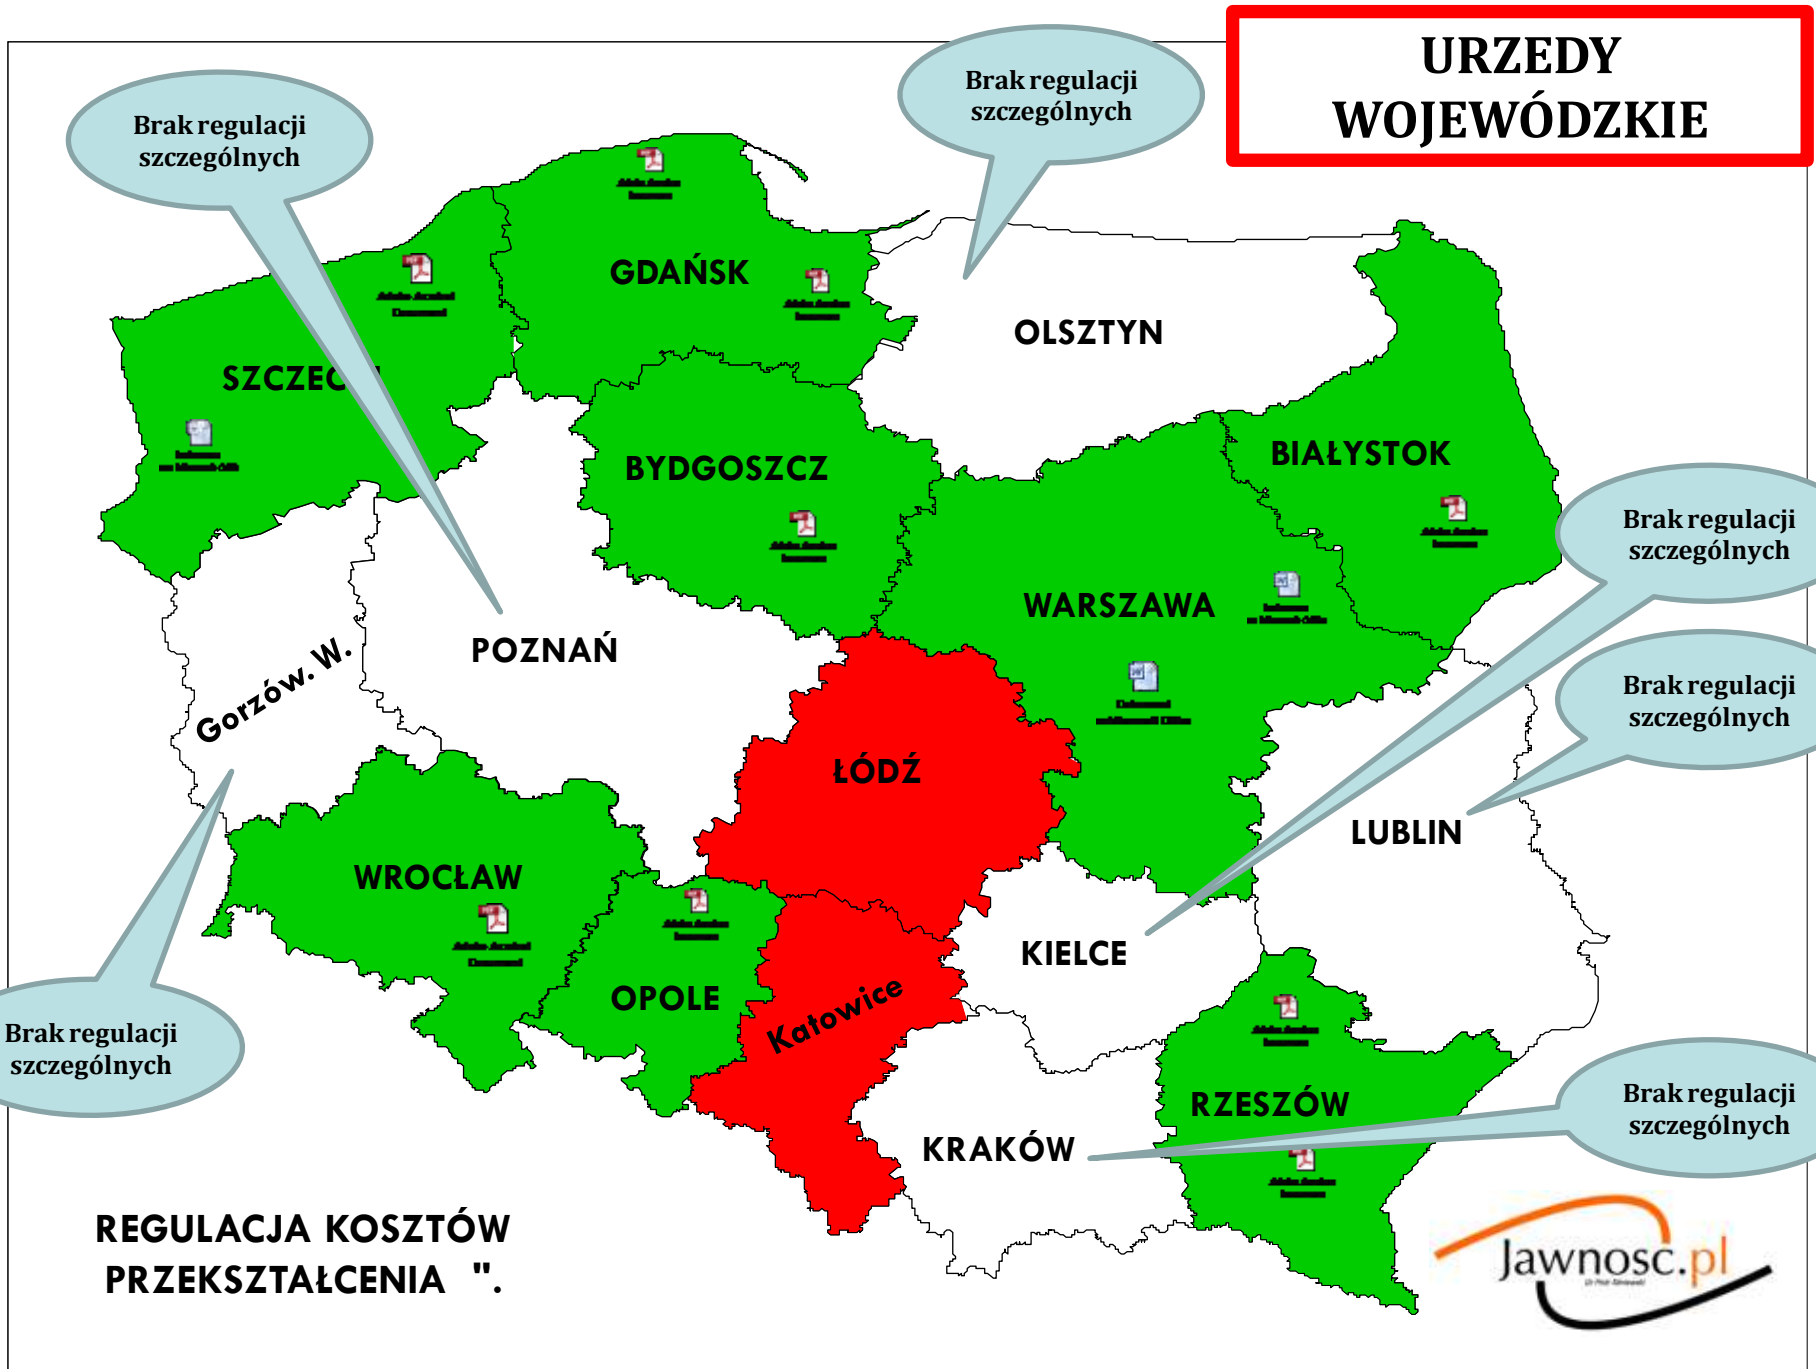 URZEDY
WOJEWÓDZKIE
Brak regulacji
szczególnych
Brak regulacji
szczególnych
GDAŃSK
OLSZTYN
SZCZEC
BYDGOSZCZ
BIAŁYSTOK
Brak regulacji
szczególnych
WARSZAWA
POZNAŃ
Gorzów. W.
Brak regulacji
szczególnych
ŁÓDŹ
LUBLIN
WROCŁAW
KIELCE
OPOLE
Katowice
Brak regulacji
szczególnych
RZESZÓW
Brak regulacji
szczególnych
KRAKÓW
REGULACJA KOSZTÓW
PRZEKSZTAŁCENIA ".
Jawnosc.pl